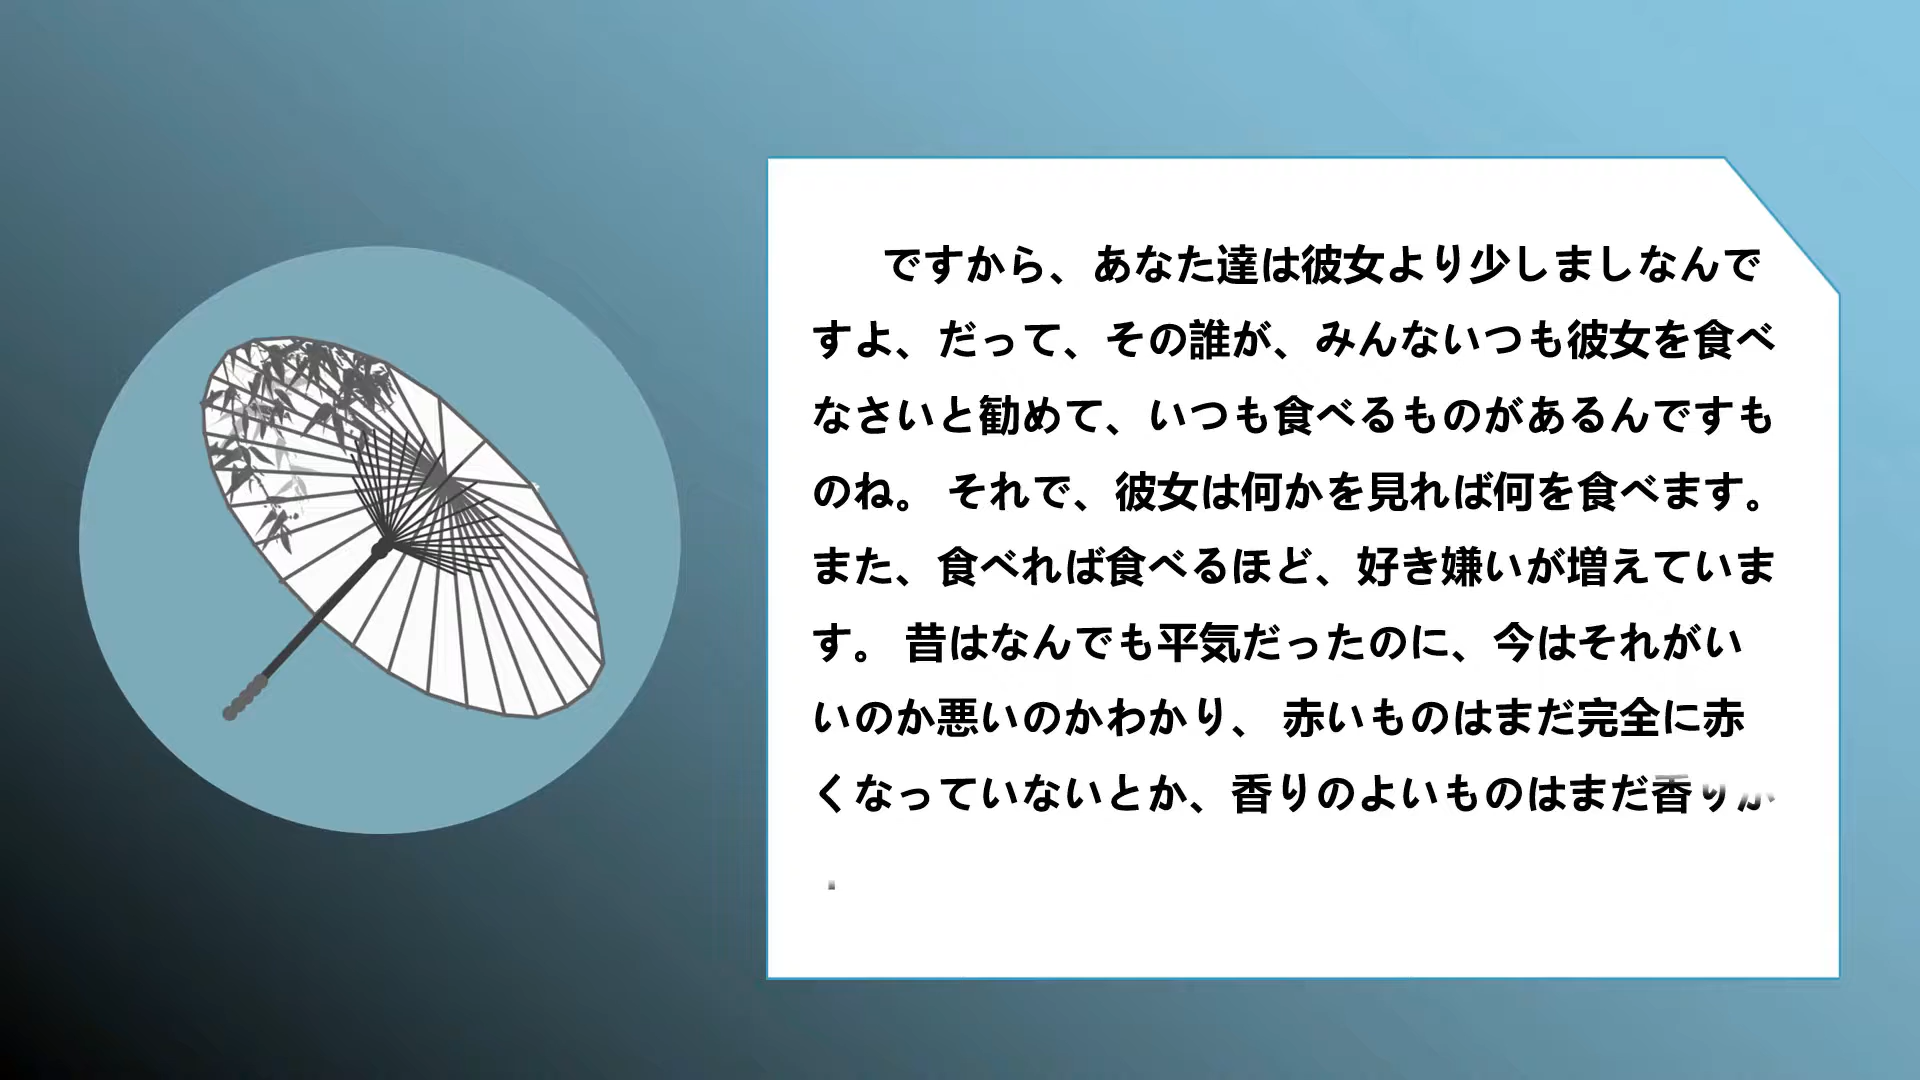 ですから、あなた達は彼女より少しましなんで
すよ、だって、その誰が、みんないつも彼女を食べ
なさいと勧めて、いつも食べるものがあるんですも
のね。 それで、彼女は何かを見れば何を食べます。
また、食べれば食べるほど、好き嫌いが増えていま
す。 昔はなんでも平気だったのに、今はそれがい
いのか悪いのかわかり、 赤いものはまだ完全に赤
くなっていないとか、香りのよいものはまだ香り